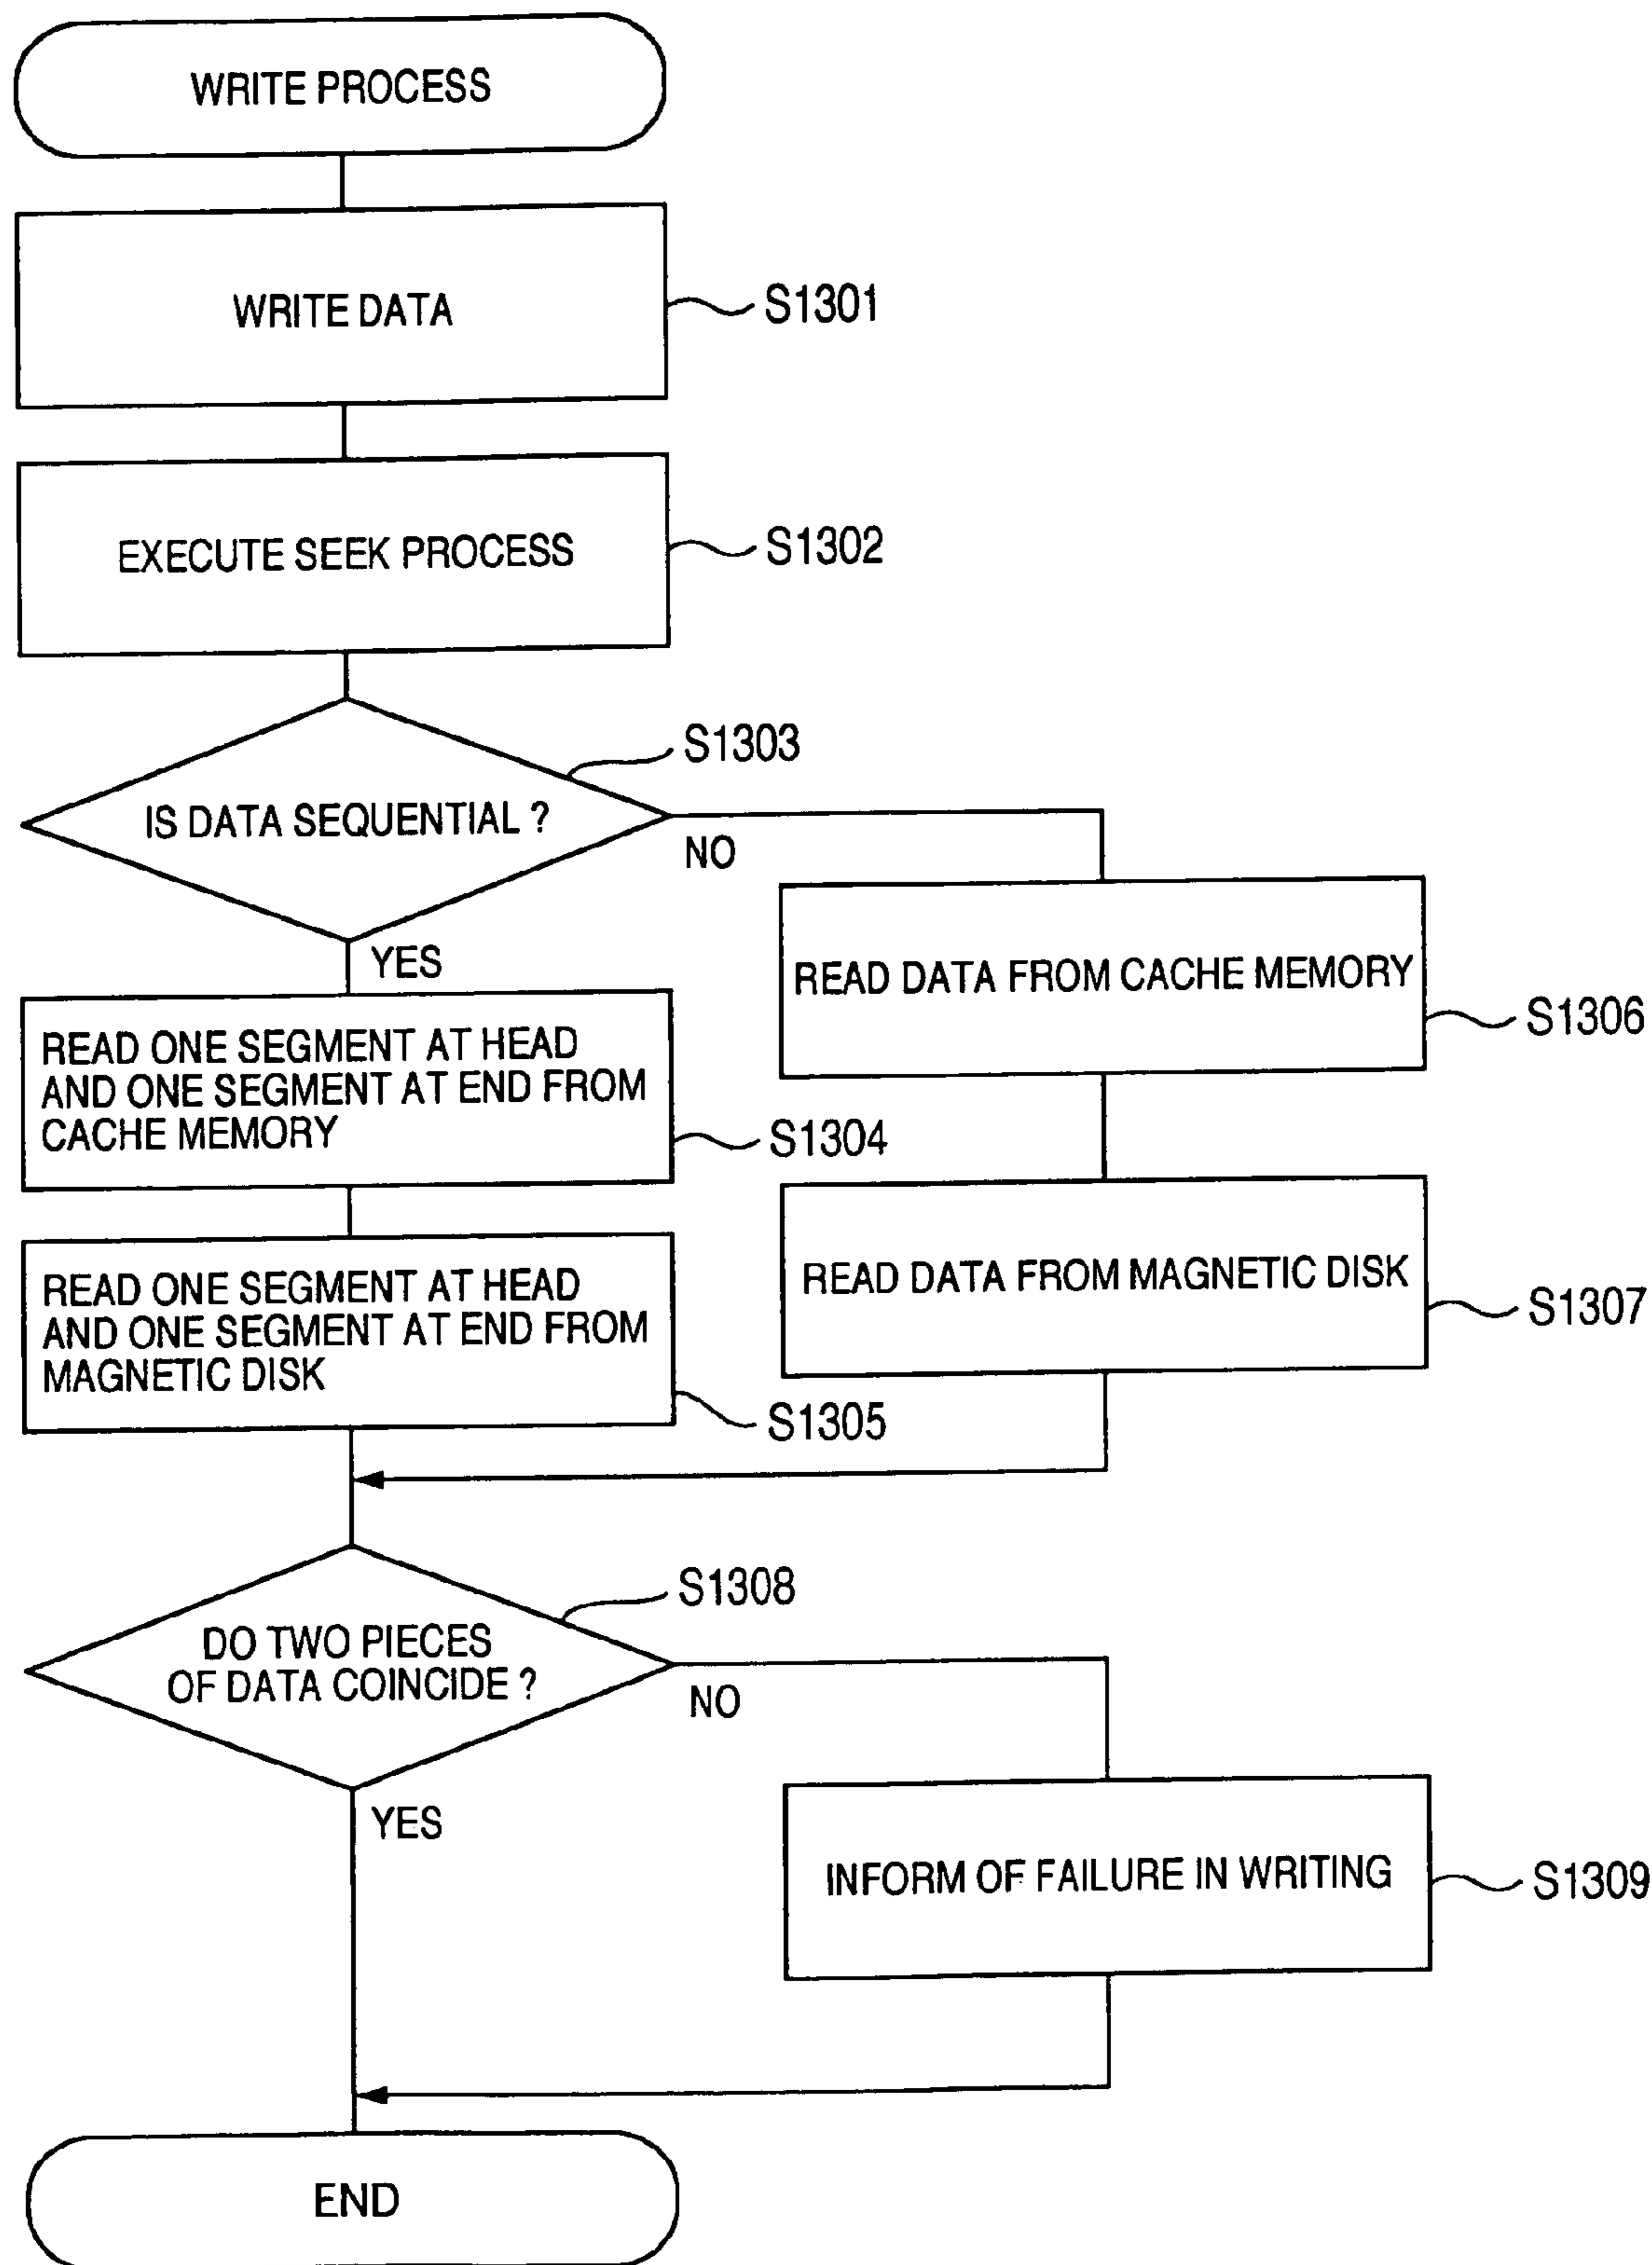 WRITE PROCESS
WRITE DATA
S1301
EXECUTE SEEK PROCESS
S1302
S1303
IS DATA SEQUENTIAL ?
NO
YES
READ ONE SEGMENT AT HEAD
AND ONE SEGMENT AT END FROM
CACHE MEMORY
S1304
READ DATA FROM CACHE MEMORY
S1306
READ ONE SEGMENT AT HEAD
AND ONE SEGMENT AT END FROM
MAGNETIC DISK
S1305
READ DATA FROM MAGNETIC DISK
S1307
S1308
DO TWO PIECES
OF DATA COINCIDE ?
NO
YES
INFORM OF FAILURE IN WRITING
S1309
END